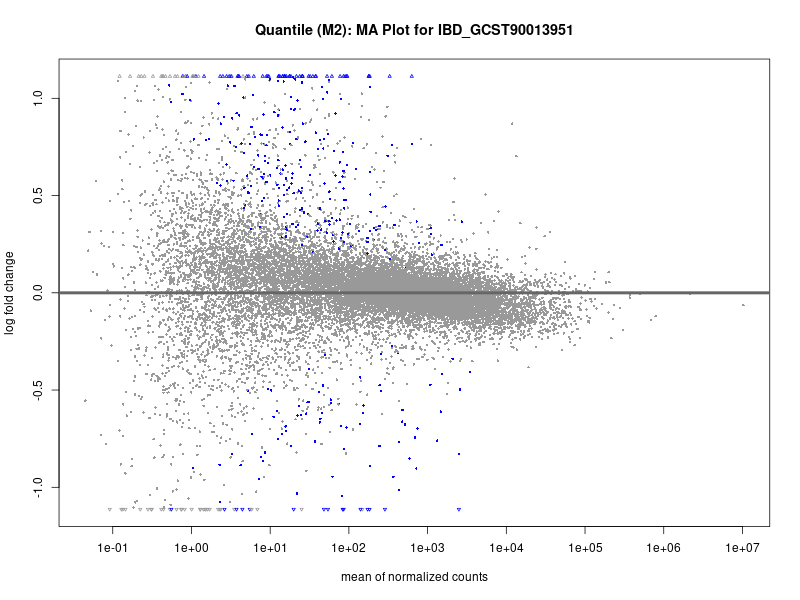 Quantile (M2): MA Plot for IBD_GCST90013951
log fold change
1.0
0.5
0.0
-0.5
-1.0
1e-01 1e+00 1e+01 1e+02 1e+03 1e+04 1e+05 1e+06 1e+07
mean of normalized counts